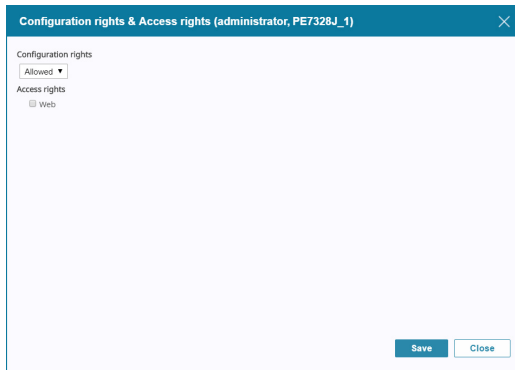 Configuration rights & Access rights (administrator, PE7328J_1)
Configuration rights
Allowed
Access rights
Web
Save
Close